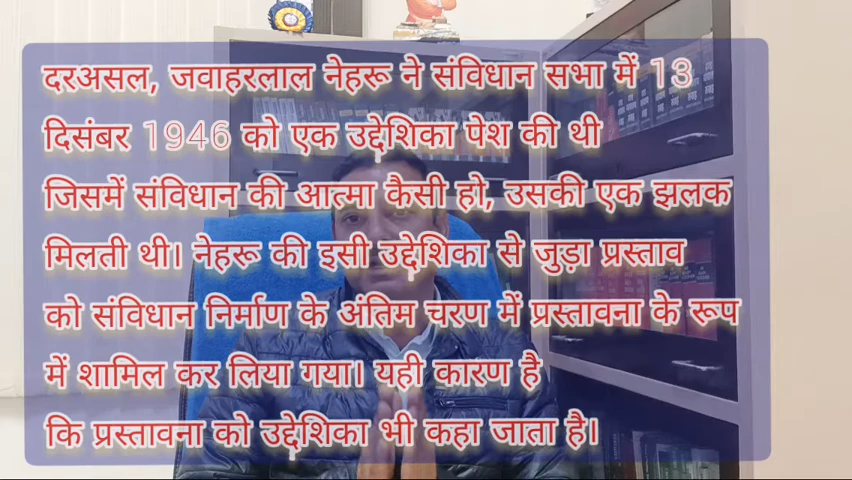 दरअसल, जवाहरलाल नेहरू ने संविधान सभा में 13
दिसंबर 1946 को एक उद्देशिका पेश की थी
जिसमें संविधान की आत्मा कैसी हो, उसकी एक झलक
मिलती थी। नेहरू की इसी उद्देशिका से जुड़ा प्रस्ताव
को संविधान निर्माण के अंतिम चरण में प्रस्तावना के रूप
में शामिल कर लिया गया। यही कारण है
कि प्रस्तावना को उद्देशिका भी कहा जाता है।